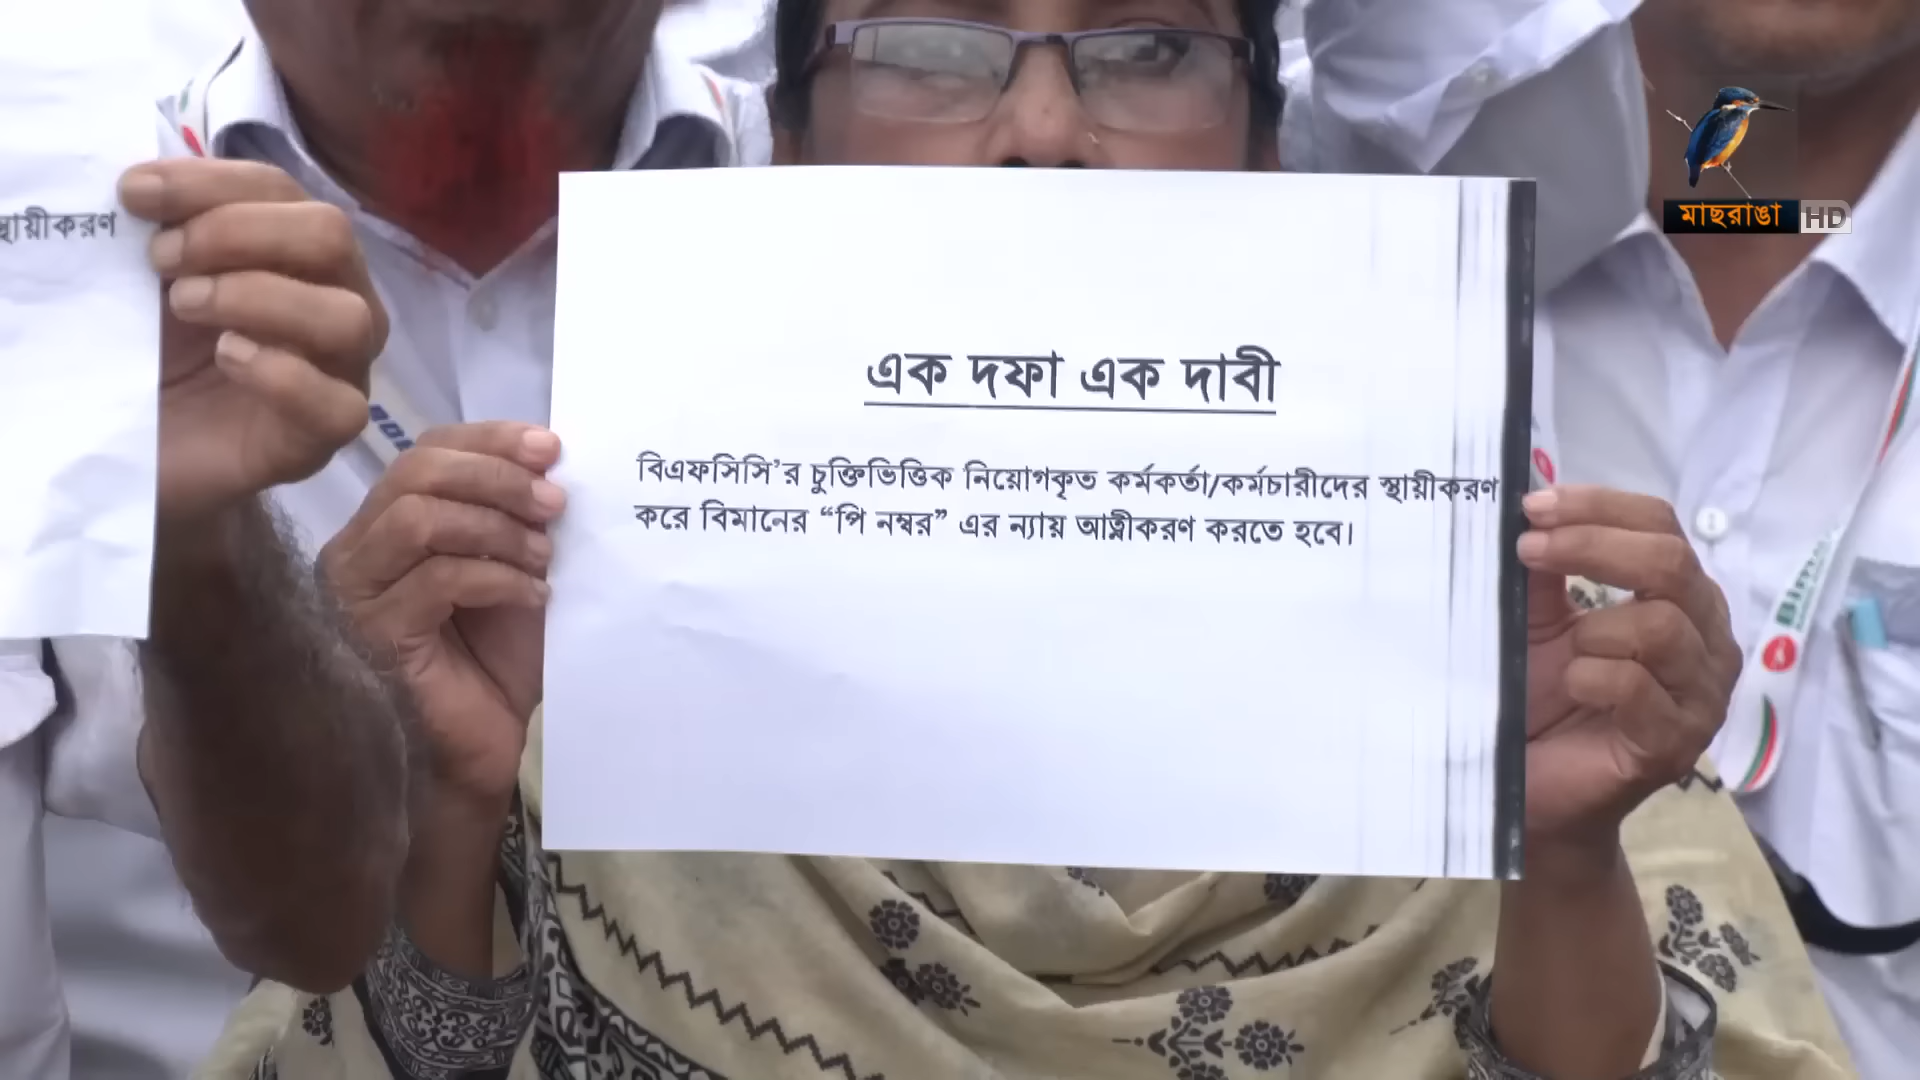 স্থায়ীকরণ
মাছরাঙা HD
এক দফা এক দাবী
বিএফসিসি’র চুক্তিভিত্তিক নিয়োগকৃত কর্মকর্তা/কর্মচারীদের স্থায়ীকরণ
করে বিমানের “পি নম্বর” এর ন্যায় আত্নীকরণ করতে হবে।